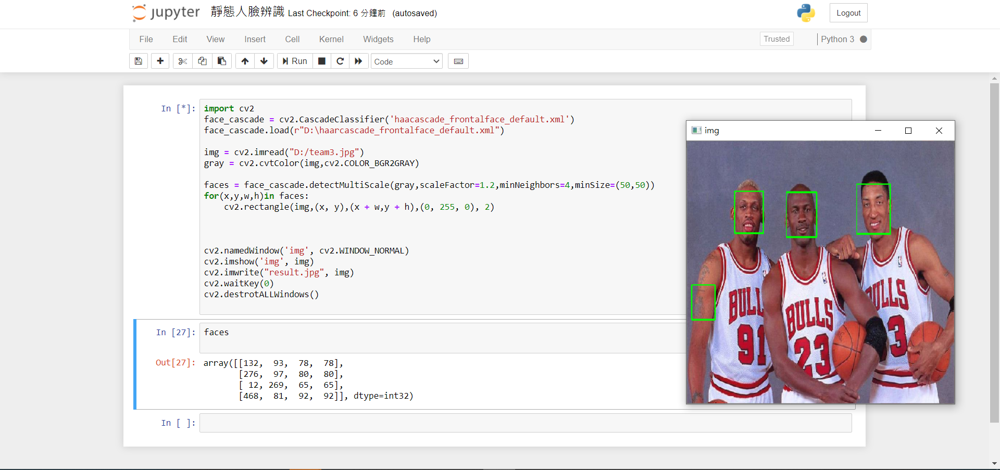 jupyter 靜態人臉辨識 Last Checkpoint: 6 分鐘前 (autosaved)
Logout
File Edit View Insert Cell Kernel Widgets Help
Trusted Python 3
Run Code
In [*]:
import cv2
face_cascade = cv2.CascadeClassifier('haacascade_frontalface_default.xml')
face_cascade.load(r"D:\haarcascade_frontalface_default.xml")
img = cv2.imread("D:/team3.jpg")
gray = cv2.cvtColor(img,cv2.COLOR_BGR2GRAY)
faces = face_cascade.detectMultiScale(gray,scaleFactor=1.2,minNeighbors=4,minSize=(50,50))
for(x,y,w,h)in faces:
    cv2.rectangle(img,(x, y),(x + w,y + h),(0, 255, 0), 2)
cv2.namedWindow('img', cv2.WINDOW_NORMAL)
cv2.imshow('img', img)
cv2.imwrite("result.jpg", img)
cv2.waitKey(0)
cv2.destrotALLWindows()
In [27]: faces
Out[27]: array([[132,  93,  78,  78],
       [276,  97,  80,  80],
       [ 12, 269,  65,  65],
       [468,  81,  92,  92]], dtype=int32)
In [ ]:
img
BULL
91
BULLS
23
BULLS
3